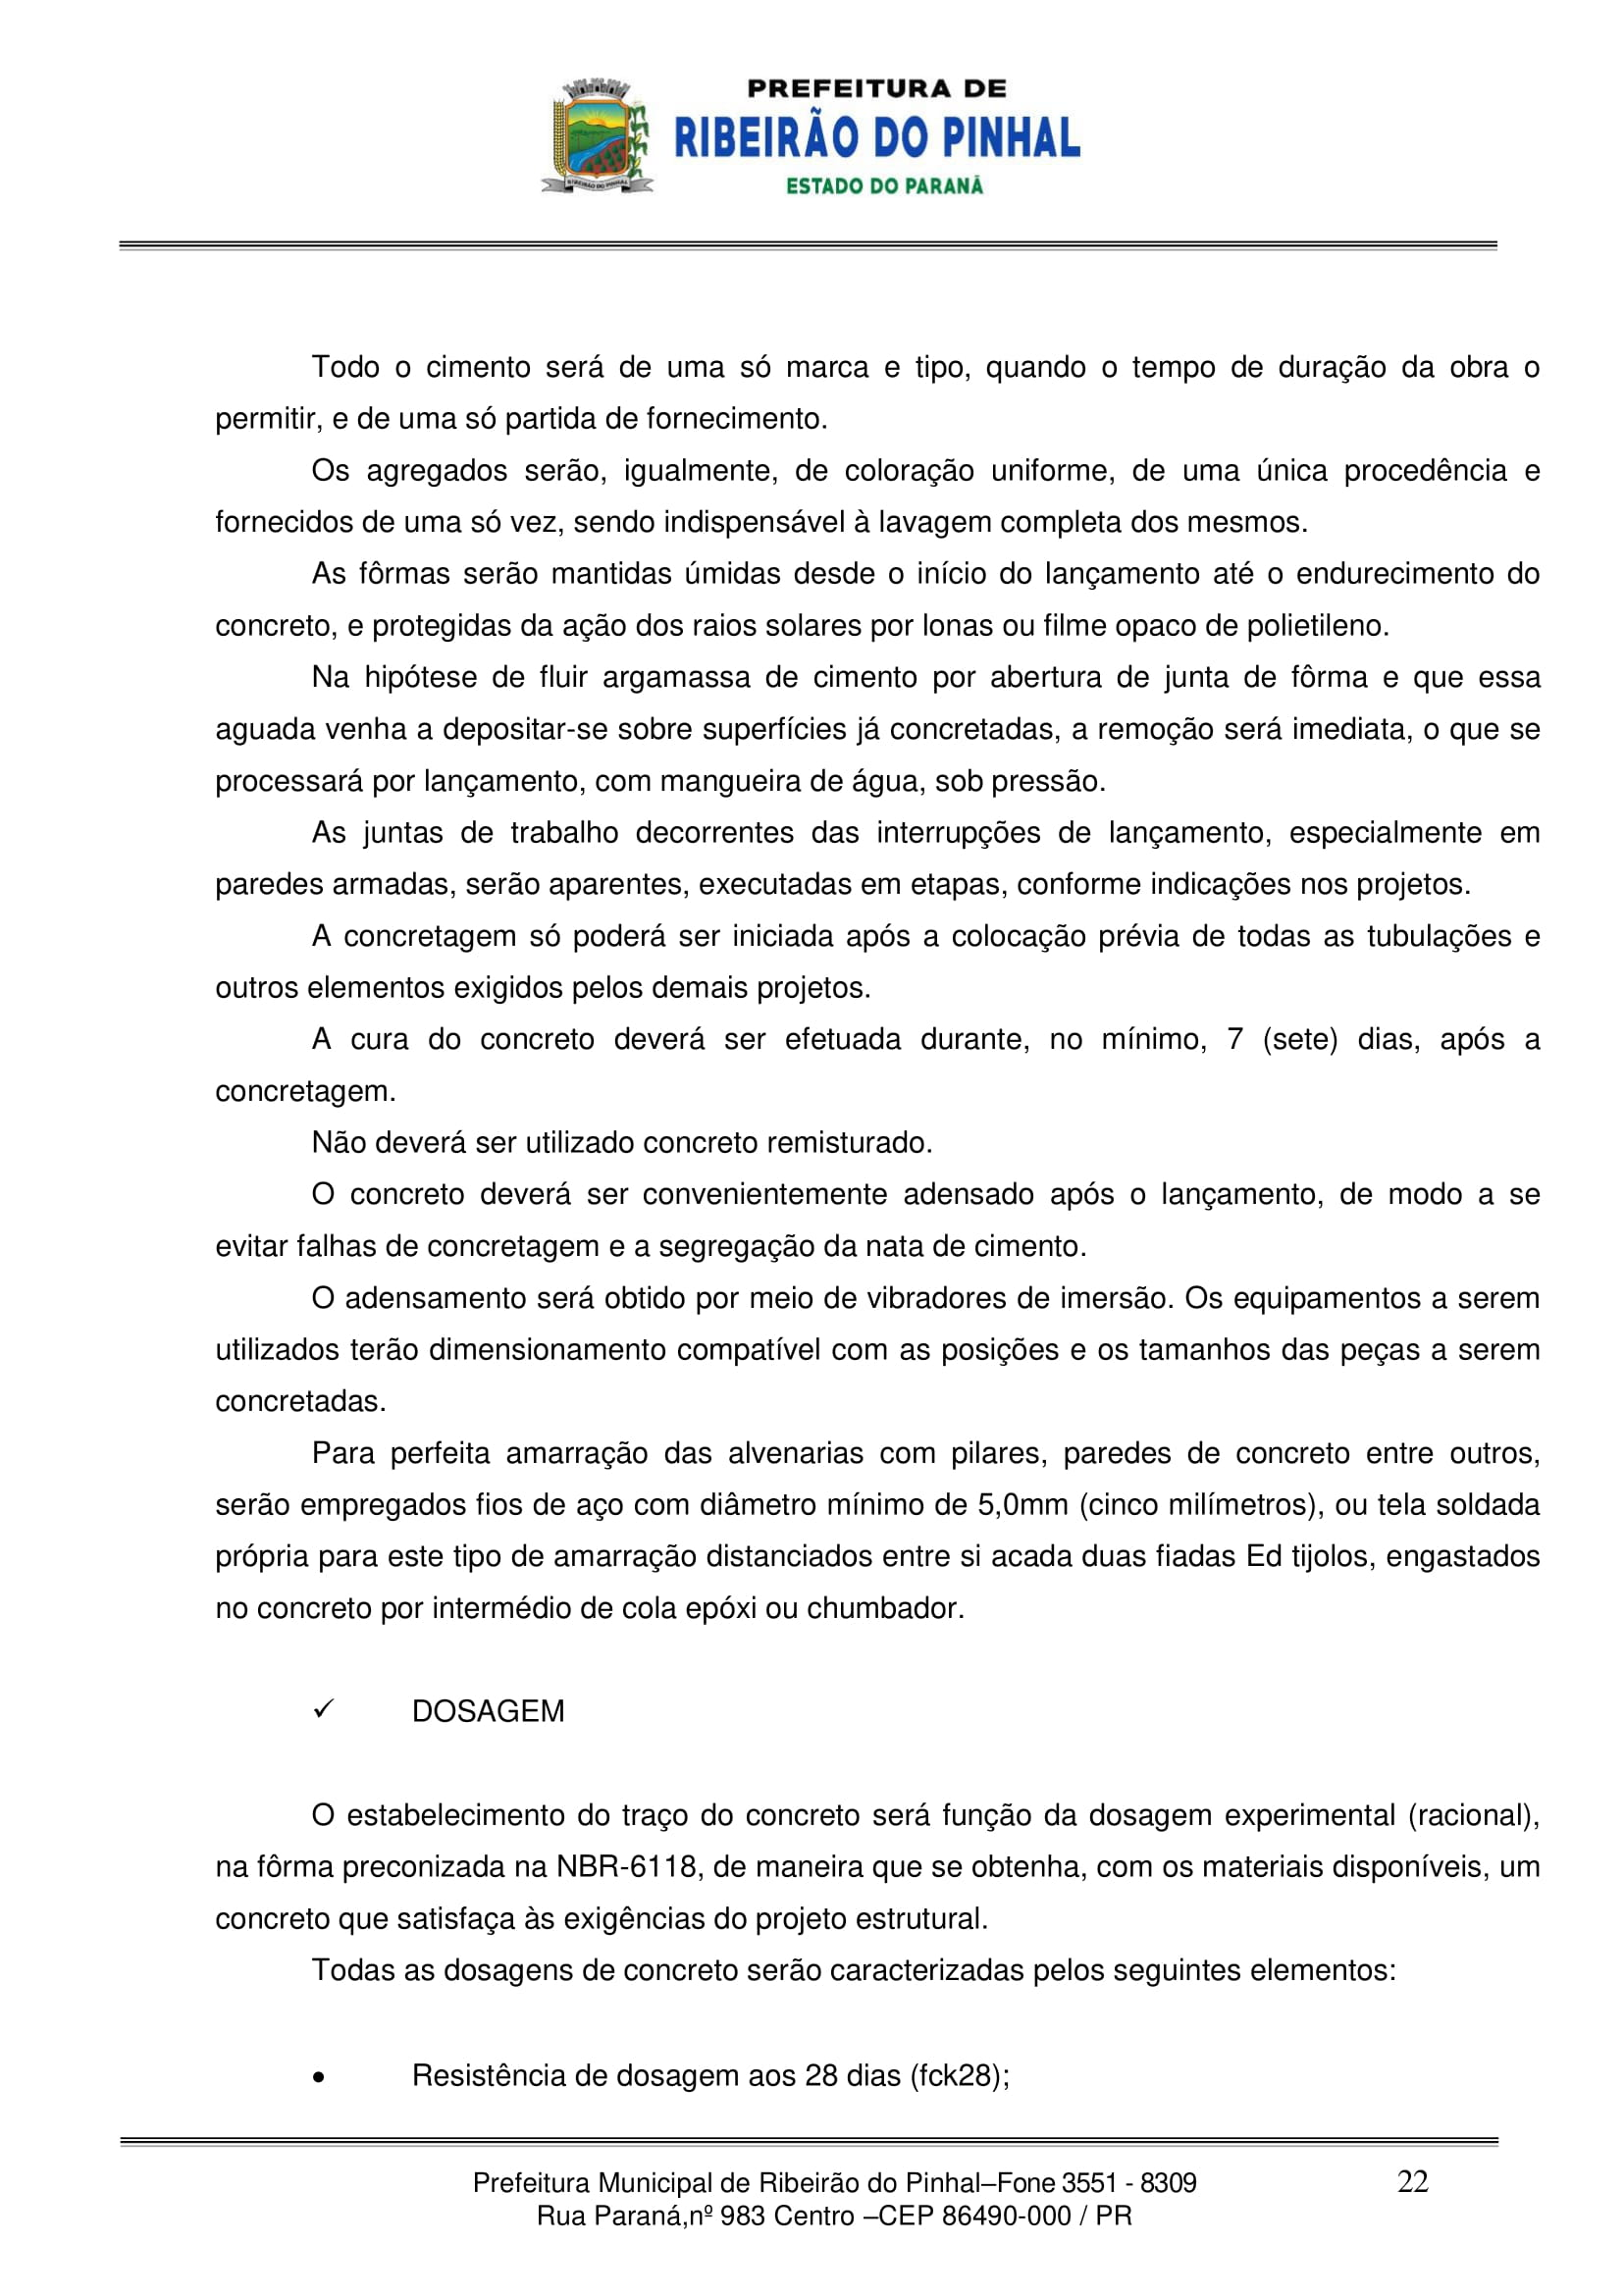 PREFEITURA DE
RIBEIRÃO DO PINHAL
ESTADO DO PARANÁ
RIBEIRÃO DO PINHAL
Todo o cimento será de uma só marca e tipo, quando o tempo de duração da obra o
permitir, e de uma só partida de fornecimento.
Os agregados serão, igualmente, de coloração uniforme, de uma única procedência e
fornecidos de uma só vez, sendo indispensável à lavagem completa dos mesmos.
As fôrmas serão mantidas úmidas desde o início do lançamento até o endurecimento do
concreto, e protegidas da ação dos raios solares por lonas ou filme opaco de polietileno.
Na hipótese de fluir argamassa de cimento por abertura de junta de fôrma e que essa
aguada venha a depositar-se sobre superfícies já concretadas, a remoção será imediata, o que se
processará por lançamento, com mangueira de água, sob pressão.
As juntas de trabalho decorrentes das interrupções de lançamento, especialmente em
paredes armadas, serão aparentes, executadas em etapas, conforme indicações nos projetos.
A concretagem só poderá ser iniciada após a colocação prévia de todas as tubulações e
outros elementos exigidos pelos demais projetos.
A cura do concreto deverá ser efetuada durante, no mínimo, 7 (sete) dias, após a
concretagem.
Não deverá ser utilizado concreto remisturado.
O concreto deverá ser convenientemente adensado após o lançamento, de modo a se
evitar falhas de concretagem e a segregação da nata de cimento.
O adensamento será obtido por meio de vibradores de imersão. Os equipamentos a serem
utilizados terão dimensionamento compatível com as posições e os tamanhos das peças a serem
concretadas.
Para perfeita amarração das alvenarias com pilares, paredes de concreto entre outros,
serão empregados fios de aço com diâmetro mínimo de 5,0mm (cinco milímetros), ou tela soldada
própria para este tipo de amarração distanciados entre si acada duas fiadas Ed tijolos, engastados
no concreto por intermédio de cola epóxi ou chumbador.
✓ DOSAGEM
O estabelecimento do traço do concreto será função da dosagem experimental (racional),
na fôrma preconizada na NBR-6118, de maneira que se obtenha, com os materiais disponíveis, um
concreto que satisfaça às exigências do projeto estrutural.
Todas as dosagens de concreto serão caracterizadas pelos seguintes elementos:
• Resistência de dosagem aos 28 dias (fck28);
Prefeitura Municipal de Ribeirão do Pinhal–Fone 3551 - 8309 22
Rua Paraná,nº 983 Centro –CEP 86490-000 / PR